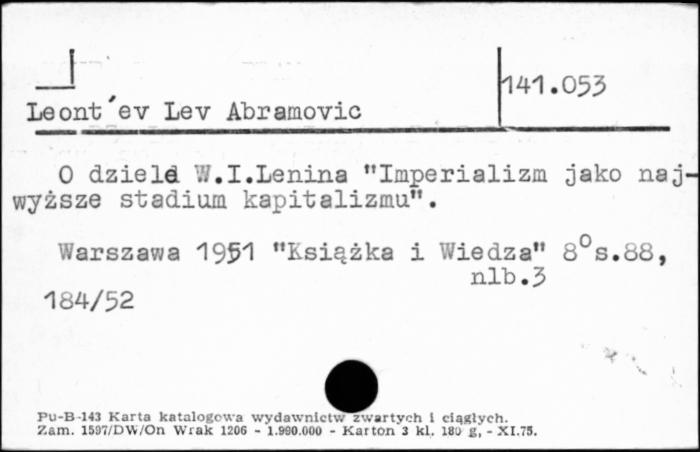 141.053
Leont'ev Lev Abramovic
O dziele W.I.Lenina "Imperializm jako naj-
wyższe stadium kapitalizmu".
Warszawa 1951 "Książka i Wiedza" 8° s.88,
nlb.3
184/52
Pu-B-143 Karta katalogowa wydawnictw zwartych i ciągłych.
Zam. 1597/DW/On Wrak 1206 - 1.990.000 - Karton 3 kl. 180 g, - XI.75.